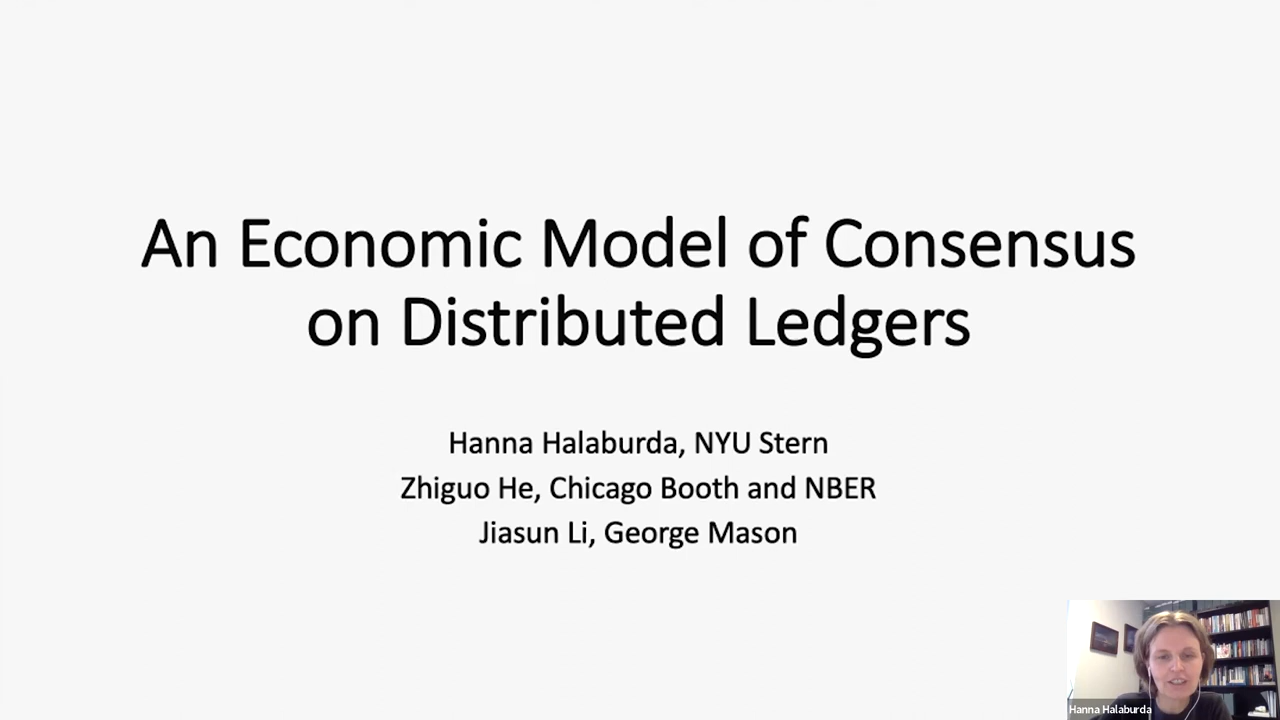 An Economic Model of Consensus
on Distributed Ledgers
Hanna Halaburda, NYU Stern
Zhiguo He, Chicago Booth and NBER
Jiasun Li, George Mason
Hanna Halaburda